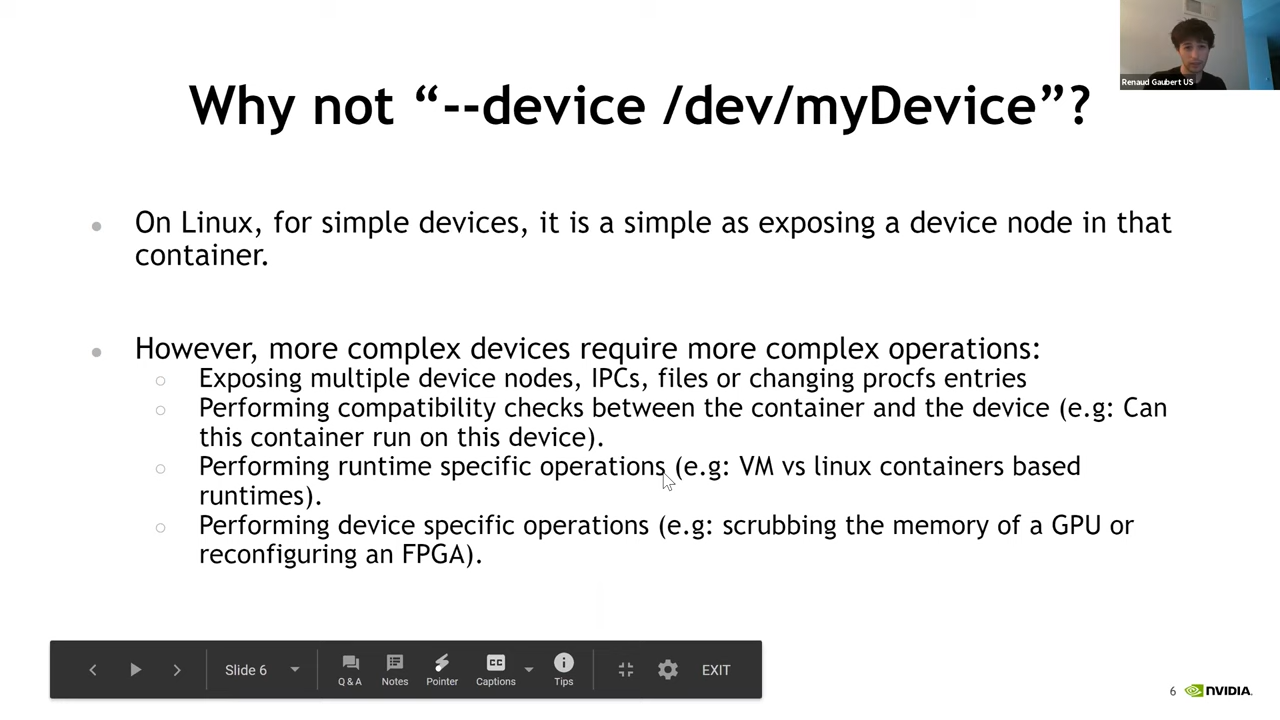 Renaud Gaubert US
Why not “--device /dev/myDevice”?
On Linux, for simple devices, it is a simple as exposing a device node in that
container.
However, more complex devices require more complex operations:
Exposing multiple device nodes, IPCs, files or changing procfs entries
Performing compatibility checks between the container and the device (e.g: Can
this container run on this device).
Performing runtime specific operations (e.g: VM vs linux containers based
runtimes).
Performing device specific operations (e.g: scrubbing the memory of a GPU or
reconfiguring an FPGA).
Slide 6
Q & A
Notes
Pointer
CC
Captions
Tips
EXIT
6
NVIDIA.